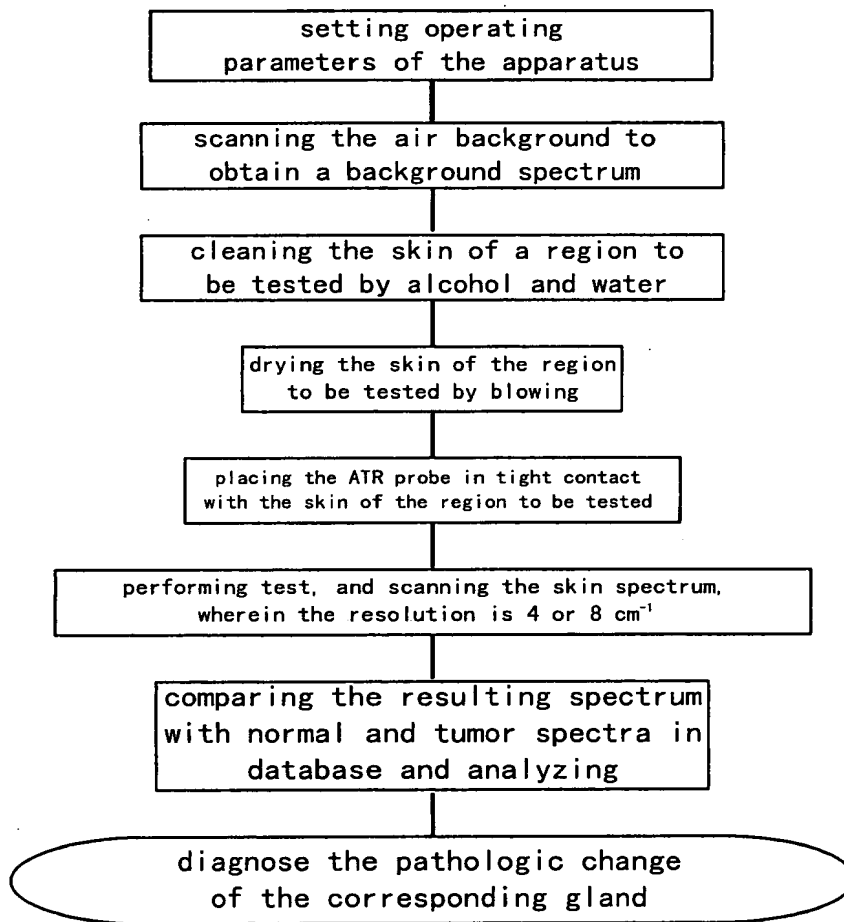 setting operating
parameters of the apparatus
scanning the air background to
obtain a background spectrum
cleaning the skin of a region to
be tested by alcohol and water
drying the skin of the region
to be tested by blowing
placing the ATR probe in tight contact
with the skin of the region to be tested
performing test, and scanning the skin spectrum,
wherein the resolution is 4 or 8 cm⁻¹
comparing the resulting spectrum
with normal and tumor spectra in
database and analyzing
diagnose the pathologic change
of the corresponding gland